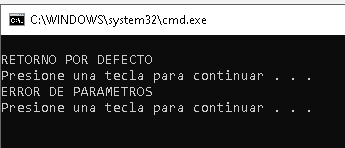 C:\WINDOWS\system32\cmd.exe
RETORNO POR DEFECTO
Presione una tecla para continuar . . .
ERROR DE PARAMETROS
Presione una tecla para continuar . . .